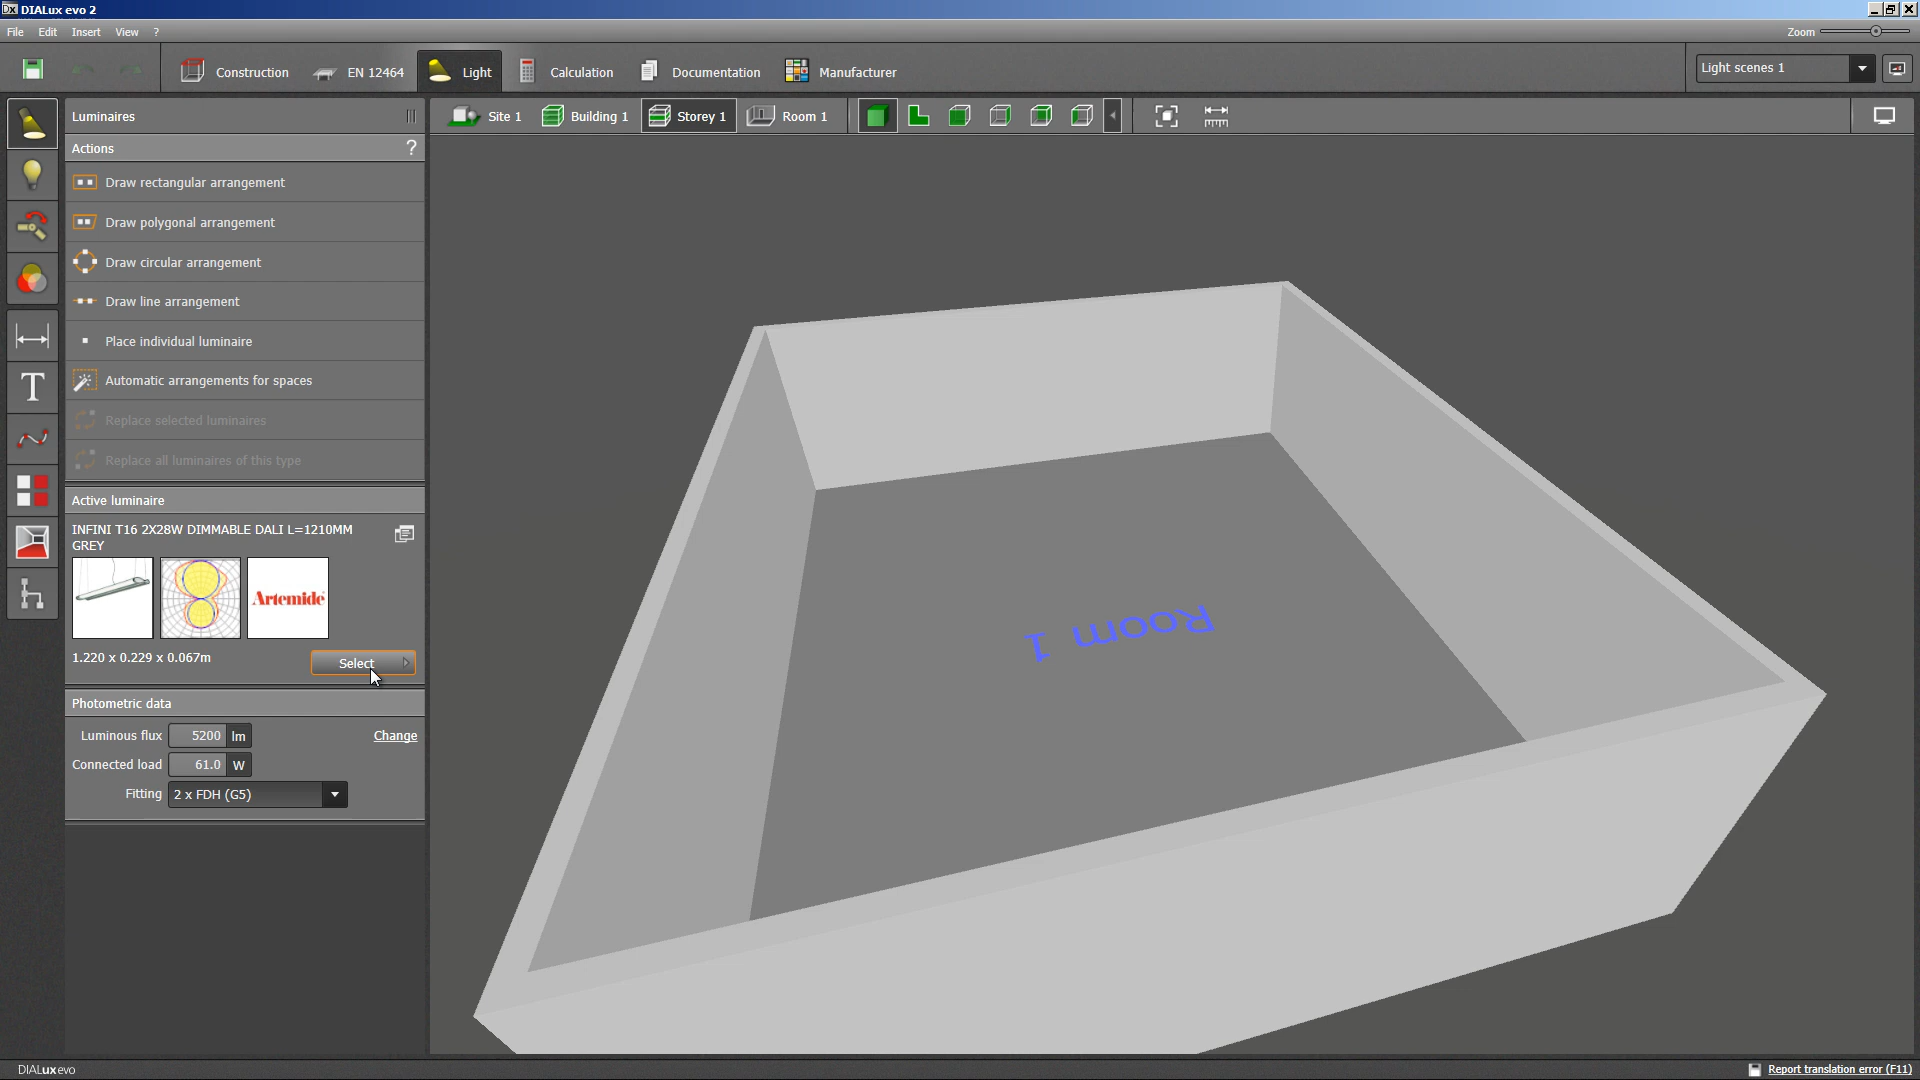 DIALux evo 2
File Edit Insert View ?
Zoom
Construction EN 12464 Light Calculation Documentation Manufacturer
Light scenes 1
Luminaires
Site 1 Building 1 Storey 1 Room 1
Actions ?
Draw rectangular arrangement
Draw polygonal arrangement
Draw circular arrangement
Draw line arrangement
Place individual luminaire
Automatic arrangements for spaces
Replace selected luminaires
Replace all luminaires of this type
Active luminaire
INFINI T16 2X28W DIMMABLE DALI L=1210MM
GREY
Artemide
1.220 x 0.229 x 0.067m
Select
Photometric data
Luminous flux 5200 lm Change
Connected load 61.0 W
Fitting 2 x FDH (G5)
Room 1
DIALux evo
Report translation error (F11)